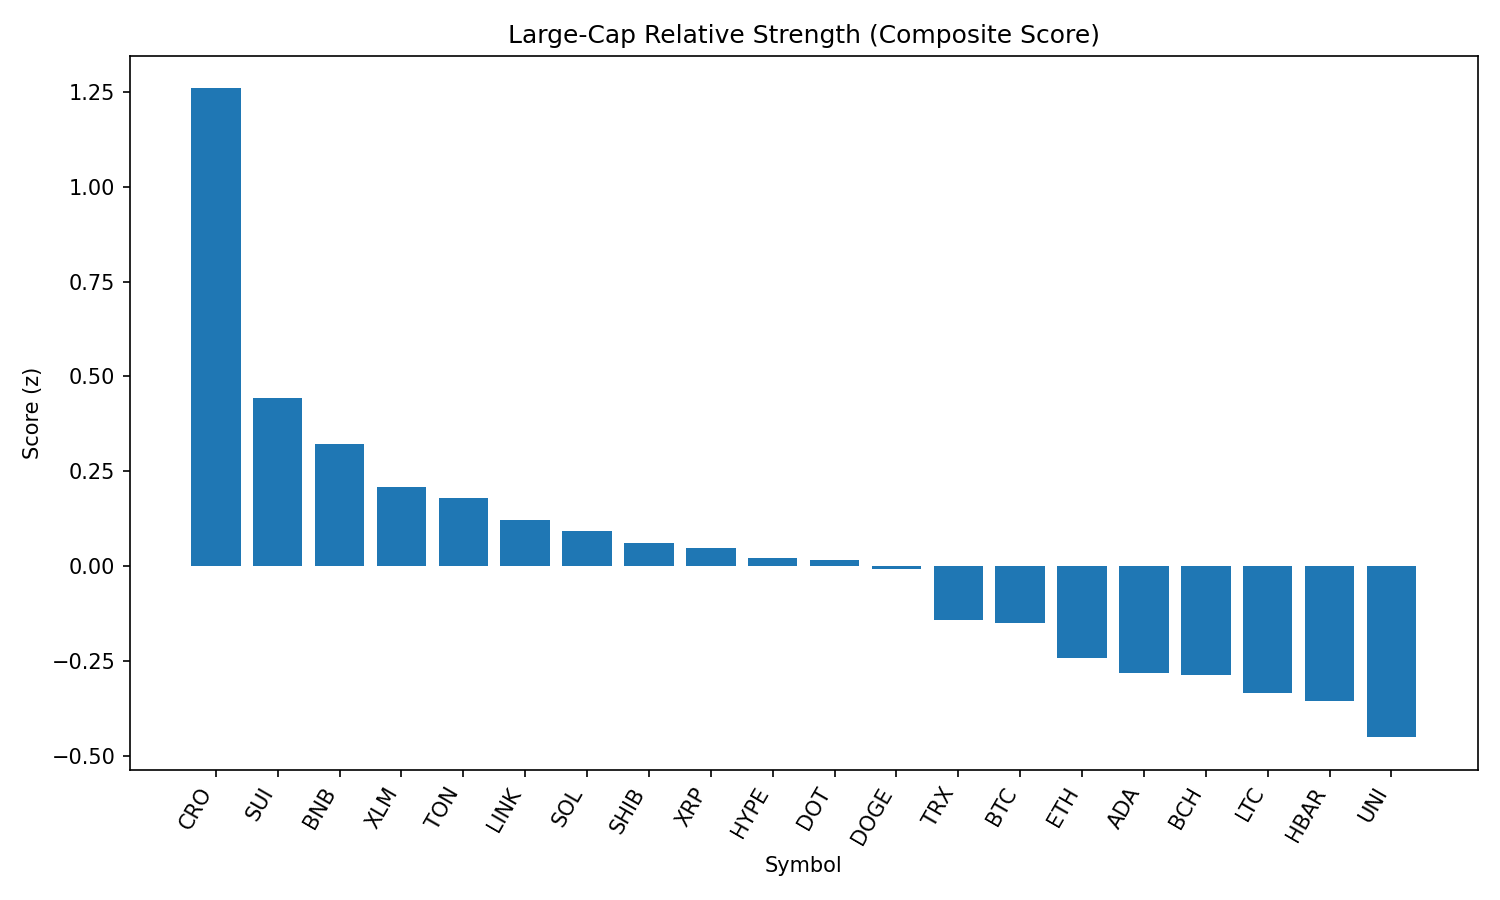 Large-Cap Relative Strength (Composite Score)
1.25
1.00
0.75
0.50
0.25
0.00
−0.25
−0.50
Score (z)
CRO
SUI
BNB
XLM
TON
LINK
SOL
SHIB
XRP
HYPE
DOT
DOGE
TRX
BTC
ETH
ADA
BCH
LTC
HBAR
UNI
Symbol